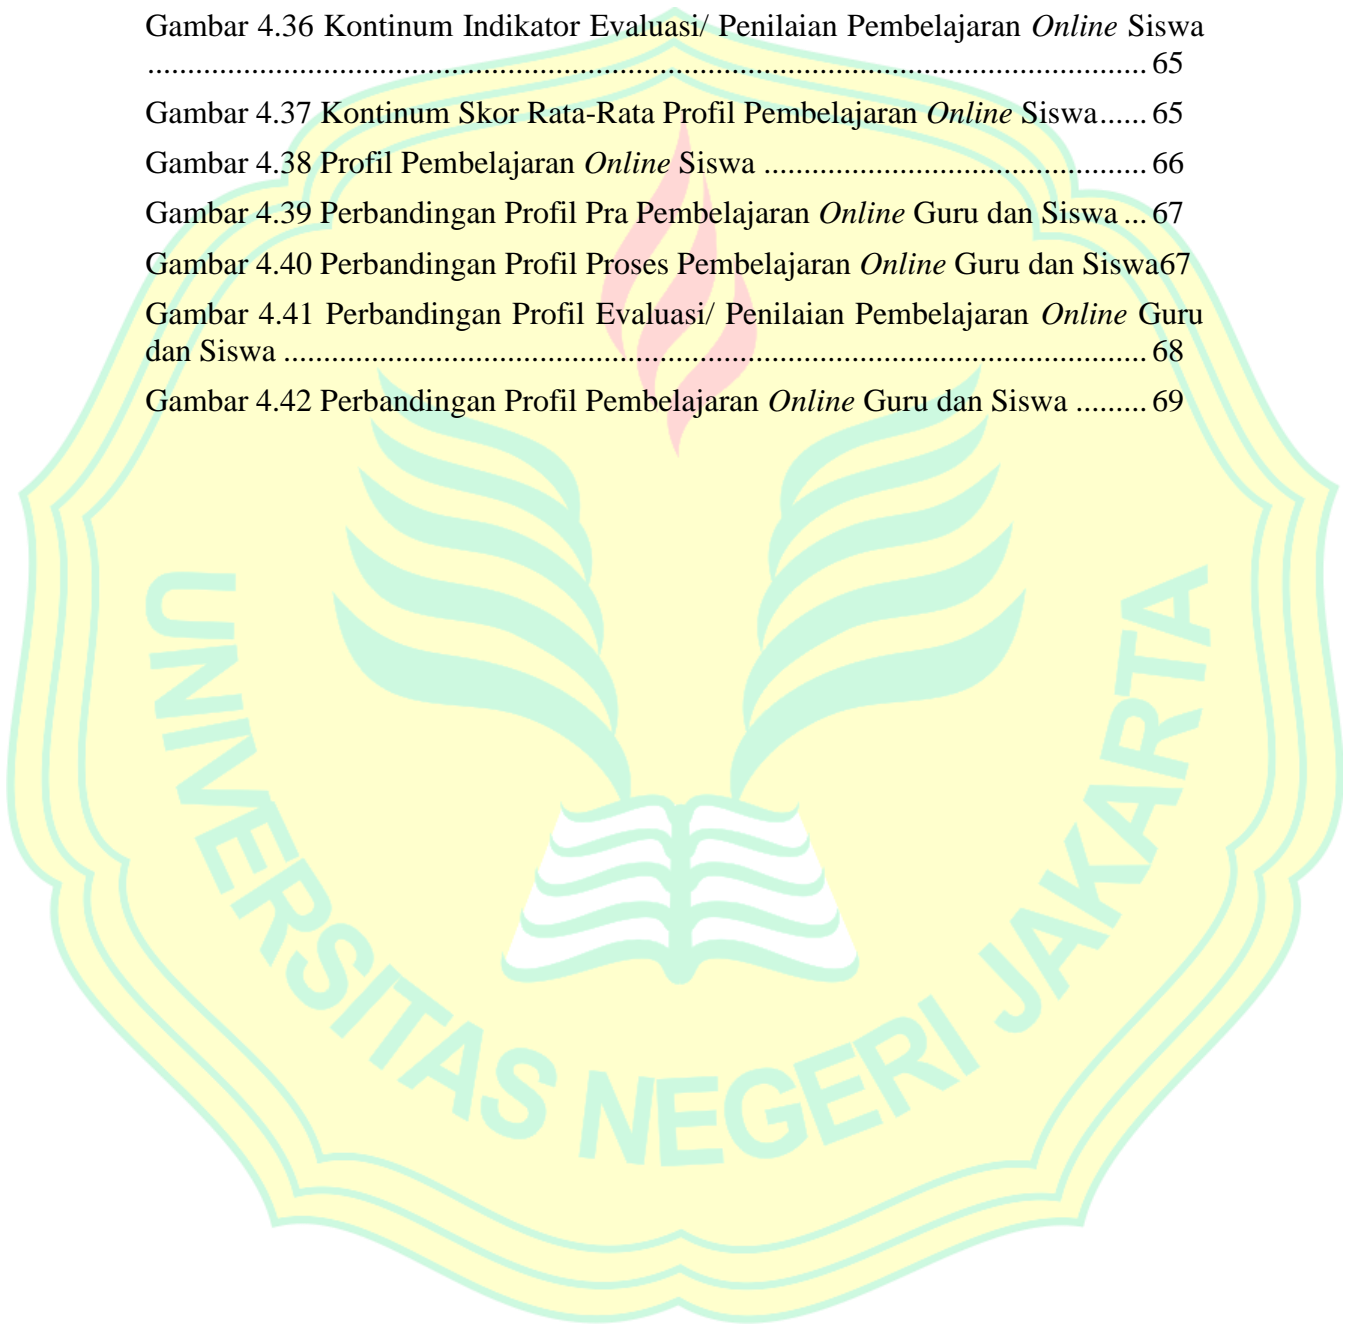 Gambar 4.36 Kontinum Indikator Evaluasi/ Penilaian Pembelajaran Online Siswa
............................................................................................................................. 65
Gambar 4.37 Kontinum Skor Rata-Rata Profil Pembelajaran Online Siswa...... 65
Gambar 4.38 Profil Pembelajaran Online Siswa ................................................ 66
Gambar 4.39 Perbandingan Profil Pra Pembelajaran Online Guru dan Siswa ... 67
Gambar 4.40 Perbandingan Profil Proses Pembelajaran Online Guru dan Siswa67
Gambar 4.41 Perbandingan Profil Evaluasi/ Penilaian Pembelajaran Online Guru
dan Siswa ............................................................................................................ 68
Gambar 4.42 Perbandingan Profil Pembelajaran Online Guru dan Siswa ......... 69
UNIVERSITAS NEGERI JAKARTA